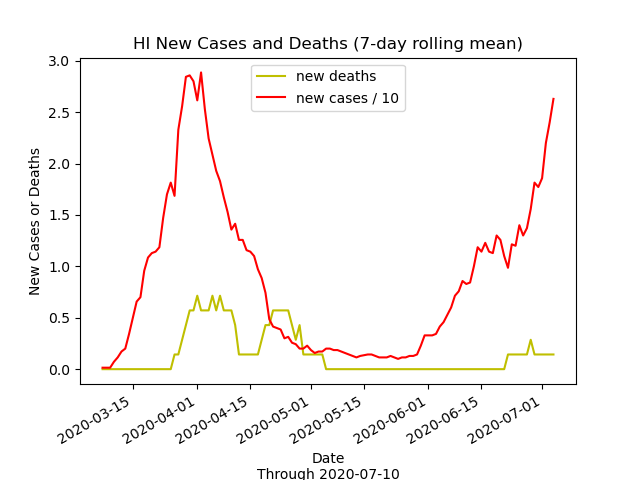 HI New Cases and Deaths (7-day rolling mean)
new deaths
new cases / 10
New Cases or Deaths
3.0
2.5
2.0
1.5
1.0
0.5
0.0
2020-03-15
2020-04-01
2020-04-15
2020-05-01
2020-05-15
2020-06-01
2020-06-15
2020-07-01
Date
Through 2020-07-10